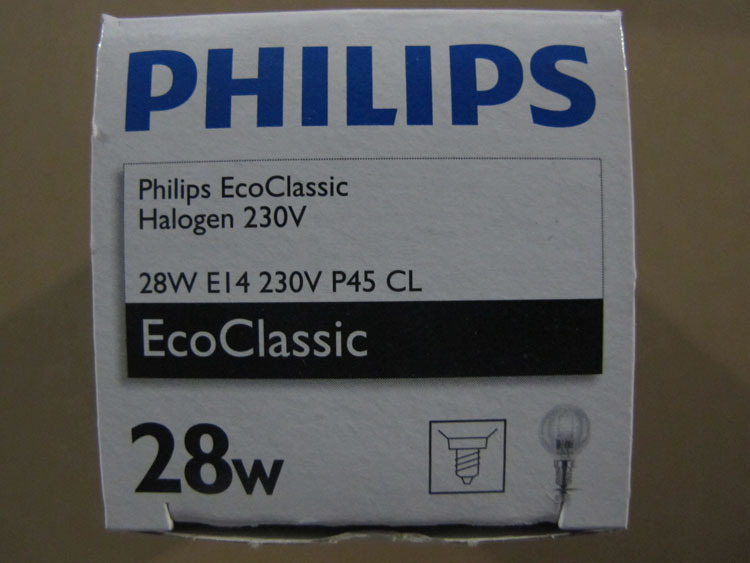 PHILIPS
Philips EcoClassic
Halogen 230V
28W E14 230V P45 CL
EcoClassic
28W